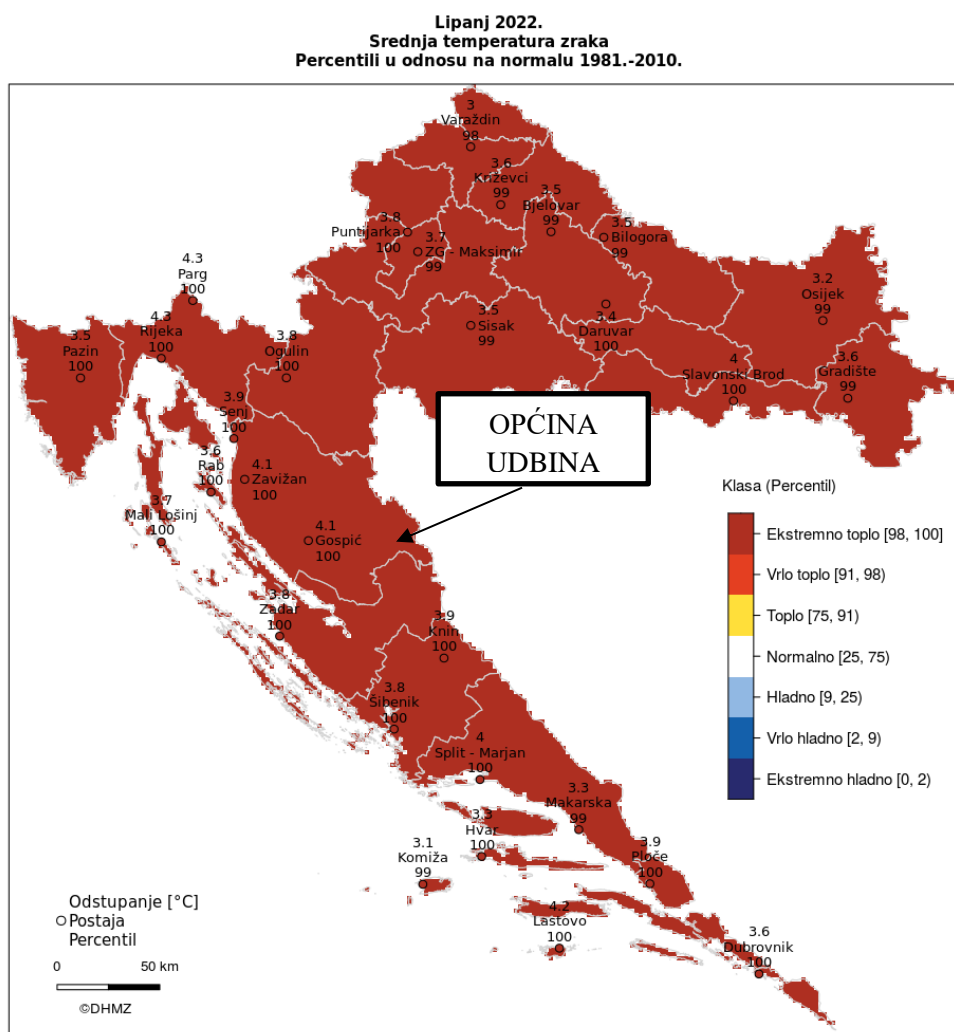 Lipanj 2022.
Srednja temperatura zraka
Percentili u odnosu na normalu 1981.-2010.
3
Varaždin
98
3.6
Križevci
99
3.5
Bjelovar
99
3.8
Puntijarka
100
3.7
ZG - Maksimir
99
3.5
Bilogora
99
4.3
Parg
100
3.2
Osijek
99
3.5
Pazin
100
4.3
Rijeka
100
3.8
Ogulin
100
3.5
Sisak
99
3.4
Daruvar
100
4
Slavonski Brod
100
3.6
Gradište
99
3.9
Senj
100
OPĆINA
UDBINA
3.6
Rab
100
4.1
Zavižan
100
3.7
Mali Lošinj
100
4.1
Gospić
100
3.8
Zadar
100
3.9
Knin
100
3.8
Šibenik
100
4
Split - Marjan
100
3.3
Makarska
99
3.3
Hvar
100
3.1
Komiža
99
3.9
Ploče
100
4.2
Lastovo
100
3.6
Dubrovnik
100
Klasa (Percentil)
Ekstremno toplo [98, 100]
Vrlo toplo [91, 98)
Toplo [75, 91)
Normalno [25, 75)
Hladno [9, 25)
Vrlo hladno [2, 9)
Ekstremno hladno [0, 2)
Odstupanje [°C]
Postaja
Percentil
0 50 km
©DHMZ